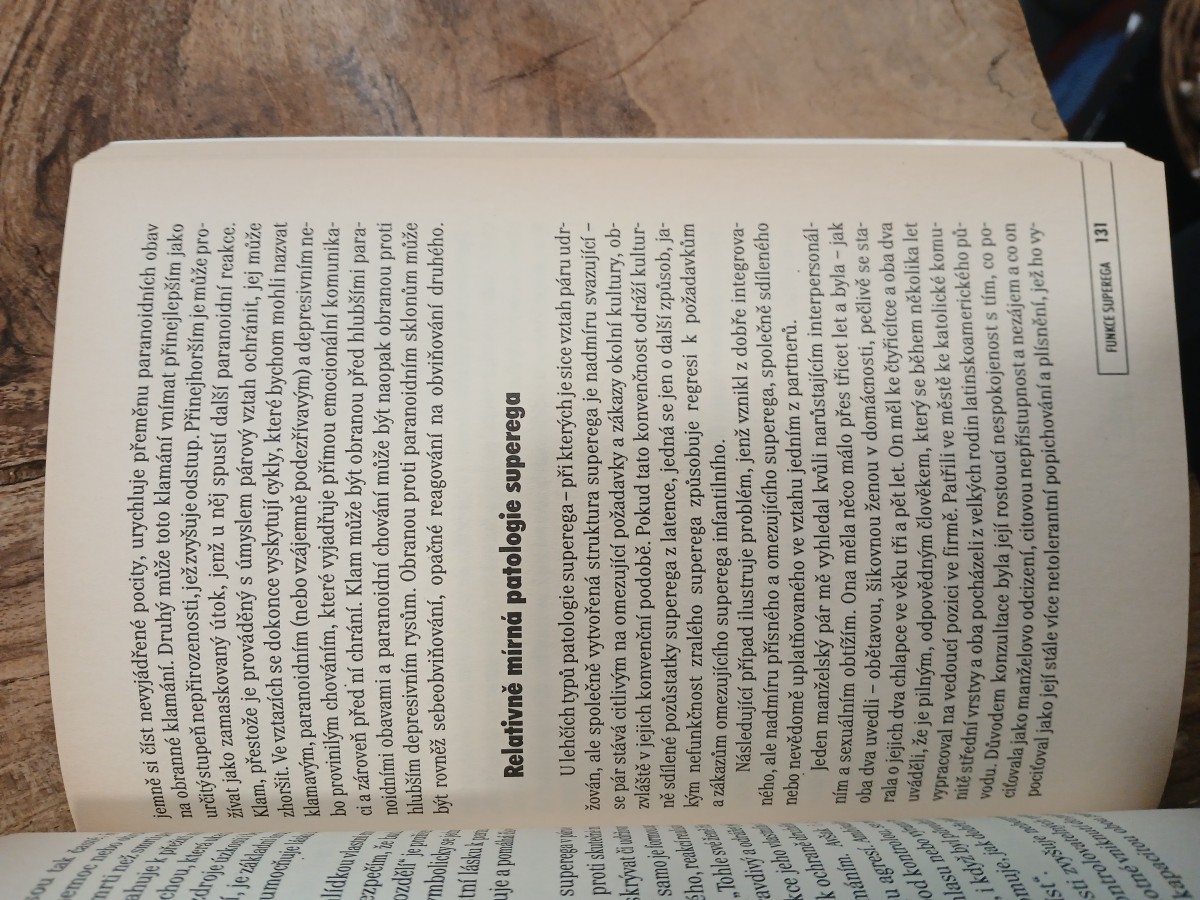 jemně si číst nevyjádřené pocity, urychluje přeměnu paranoidních obav
na obranné klamání. Druhý může toto klamání vnímat přinejlepším jako
určitý stupeň nepřirozenosti, jež zvyšuje odstup. Přinejhorším je může pro-
žívat jako zamaskovaný útok, jenž u něj spustí další paranoidní reakce.
Klam, přestože je prováděný s úmyslem párový vztah ochránit, jej může
zhoršit. Ve vztazích se dokonce vyskytují cykly, které bychom mohli nazvat
klamavým, paranoidním (nebo vzájemně podezřívavým) a depresivním ne-
bo provinilým chováním, které vyjadřuje přímou emocionální komunika-
ci a zároveň před ní chrání. Klam může být obranou před hlubšími para-
noidními obavami a paranoidní chování může být naopak obranou proti
hlubším depresivním rysům. Obranou proti paranoidním sklonům může
být rovněž sebeobviňování, opačné reagování na obviňování druhého.
Relativně mírná patologie superega
U lehčích typů patologie superega – při kterých je sice vztah páru udr-
žován, ale společně vytvořená struktura superega je nadmíru svazující –
se pár stává citlivým na omezující požadavky a zákazy okolní kultury, ob-
zvláště v jejich konvenční podobě. Pokud tato konvenčnost odráží kultur-
ně sdílené pozůstatky superega z latence, jedná se jen o další způsob, ja-
kým nefunkčnost zralého superega způsobuje regresi k požadavkům
a zákazům omezujícího superega infantilního.
Následující případ ilustruje problém, jenž vznikl z dobře integrova-
ného, ale nadmíru přísného a omezujícího superega, společně sdíleného
nebo nevědomě uplatňovaného ve vztahu jedním z partnerů.
Jeden manželský pár mě vyhledal kvůli narůstajícím interpersonál-
ním a sexuálním obtížím. Ona měla něco málo přes třicet let a byla – jak
oba dva uvedli – obětavou, šikovnou ženou v domácnosti, pečlivě se sta-
rala o jejich dva chlapce ve věku tři a pět let. On měl ke čtyřicítce a oba dva
uváděli, že je pilným, odpovědným člověkem, který se během několika let
vypracoval na vedoucí pozici ve firmě. Patřili ve městě ke katolické komu-
nitě střední vrstvy a oba pocházeli z velkých rodin latinskoamerického pů-
vodu. Důvodem konzultace byla její rostoucí nespokojenost s tím, co po-
ciťovala jako manželovo odcizení, citovou nepřístupnost a nezájem a co on
pociťoval jako její stále více netolerantní popichování a plísnění, jež ho vy-
FUNKCE SUPEREGA 131